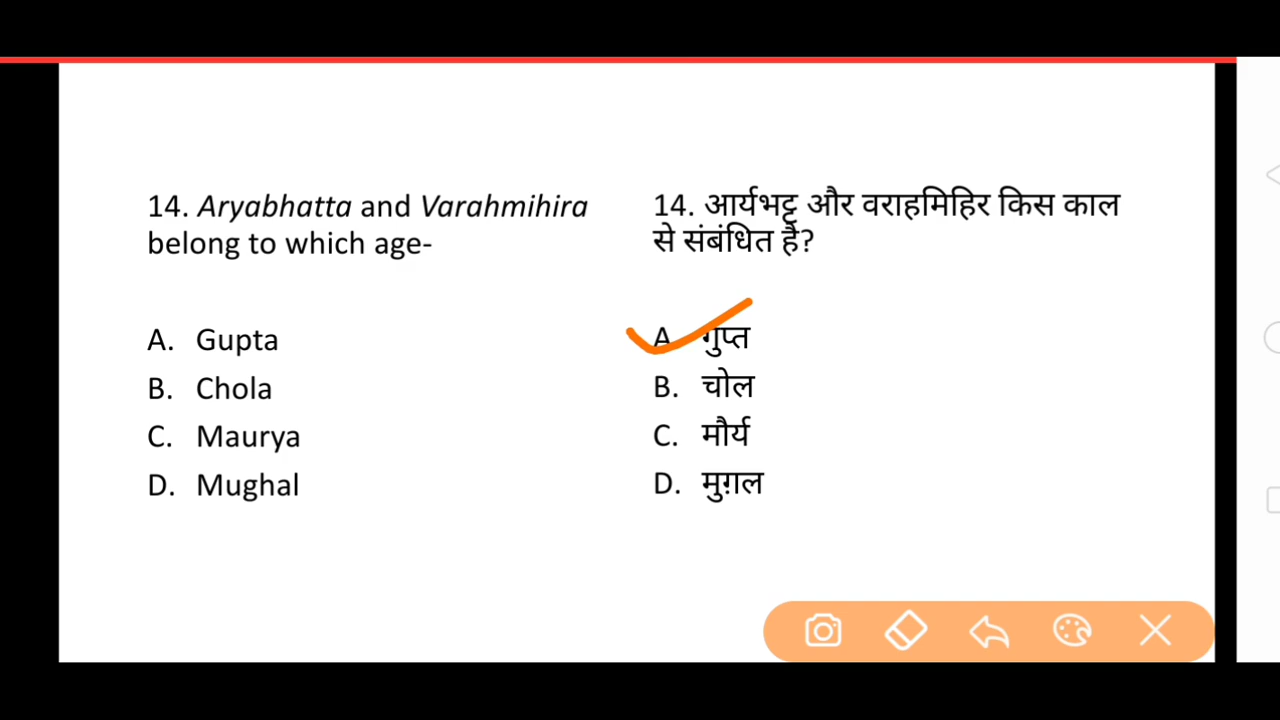 14. Aryabhatta and Varahmihira
belong to which age-
A. Gupta
B. Chola
C. Maurya
D. Mughal
14. आर्यभट्ट और वराहमिहिर किस काल
से संबंधित है?
A. गुप्त
B. चोल
C. मौर्य
D. मुग़ल